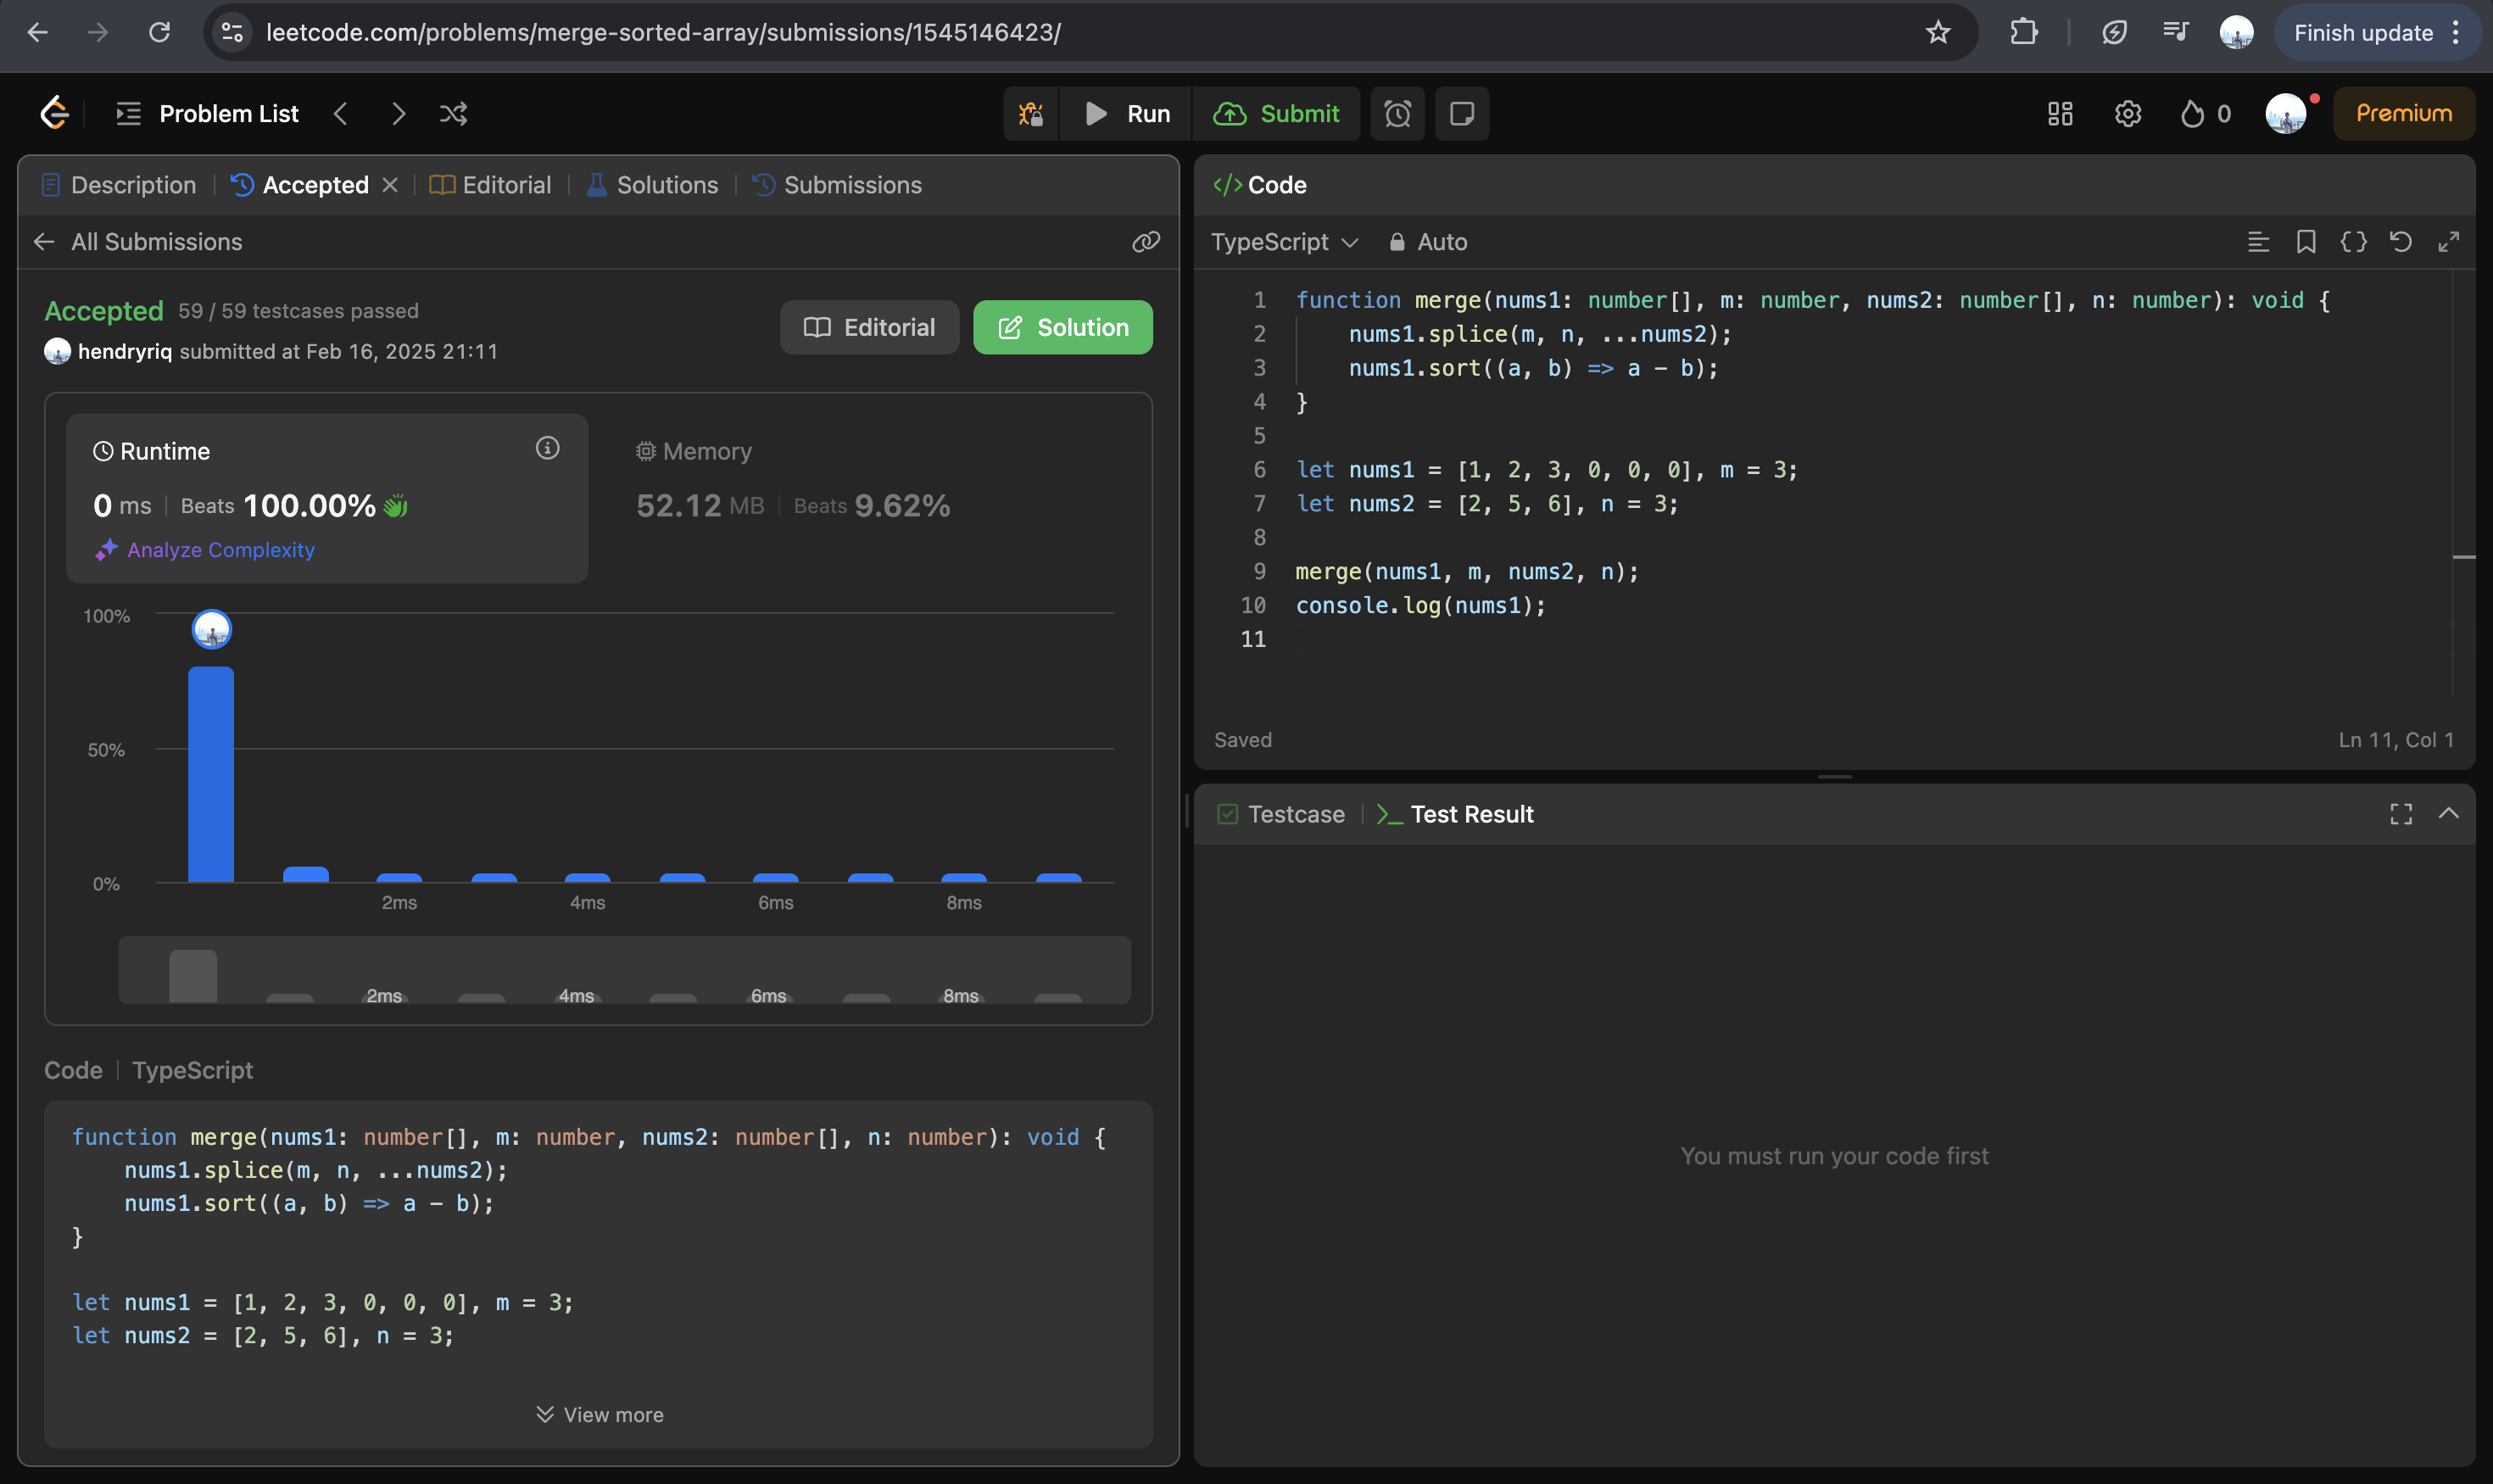 leetcode.com/problems/merge-sorted-array/submissions/1545146423/
Finish update
Problem List
Run
Submit
0
Premium
Description
Accepted
Editorial
Solutions
Submissions
All Submissions
Accepted 59 / 59 testcases passed
hendryriq submitted at Feb 16, 2025 21:11
Editorial
Solution
Runtime
0 ms Beats 100.00%
Analyze Complexity
Memory
52.12 MB Beats 9.62%
100%
50%
0%
2ms 4ms 6ms 8ms
2ms 4ms 6ms 8ms
Code TypeScript
function merge(nums1: number[], m: number, nums2: number[], n: number): void {
    nums1.splice(m, n, ...nums2);
    nums1.sort((a, b) => a - b);
}
let nums1 = [1, 2, 3, 0, 0, 0], m = 3;
let nums2 = [2, 5, 6], n = 3;
View more
</> Code
TypeScript Auto
1 function merge(nums1: number[], m: number, nums2: number[], n: number): void {
2     nums1.splice(m, n, ...nums2);
3     nums1.sort((a, b) => a - b);
4 }
5
6 let nums1 = [1, 2, 3, 0, 0, 0], m = 3;
7 let nums2 = [2, 5, 6], n = 3;
8
9 merge(nums1, m, nums2, n);
10 console.log(nums1);
11
Saved
Ln 11, Col 1
Testcase
Test Result
You must run your code first